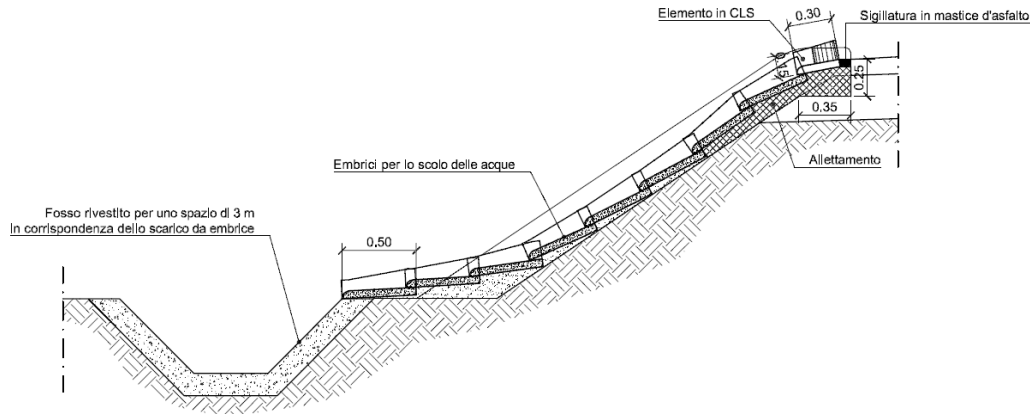 Elemento in CLS
0.30
Sigillatura in mastice d'asfalto
15
0.25
0.35
Allettamento
Embrici per lo scolo delle acque
Fosso rivestito per uno spazio di 3 m
in corrispondenza dello scarico da embrice
0.50